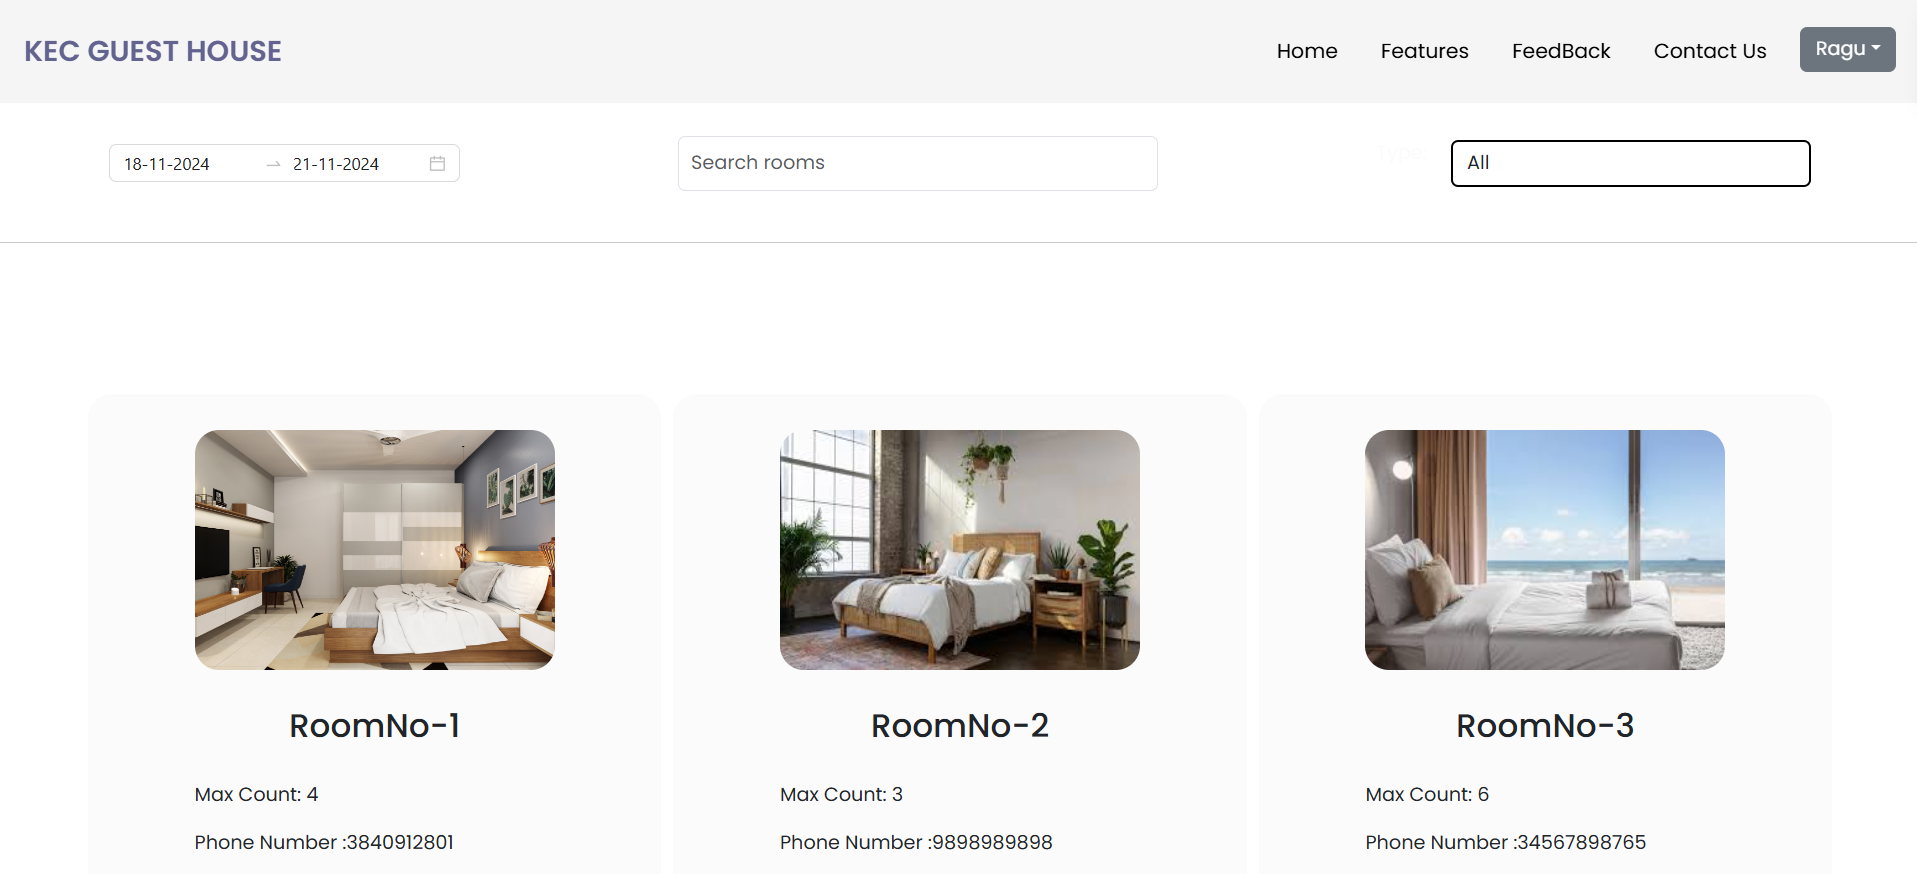 KEC GUEST HOUSE
Home Features FeedBack Contact Us Ragu
18-11-2024 → 21-11-2024
Search rooms
Type:
All
RoomNo-1
Max Count: 4
Phone Number :3840912801
RoomNo-2
Max Count: 3
Phone Number :9898989898
RoomNo-3
Max Count: 6
Phone Number :34567898765